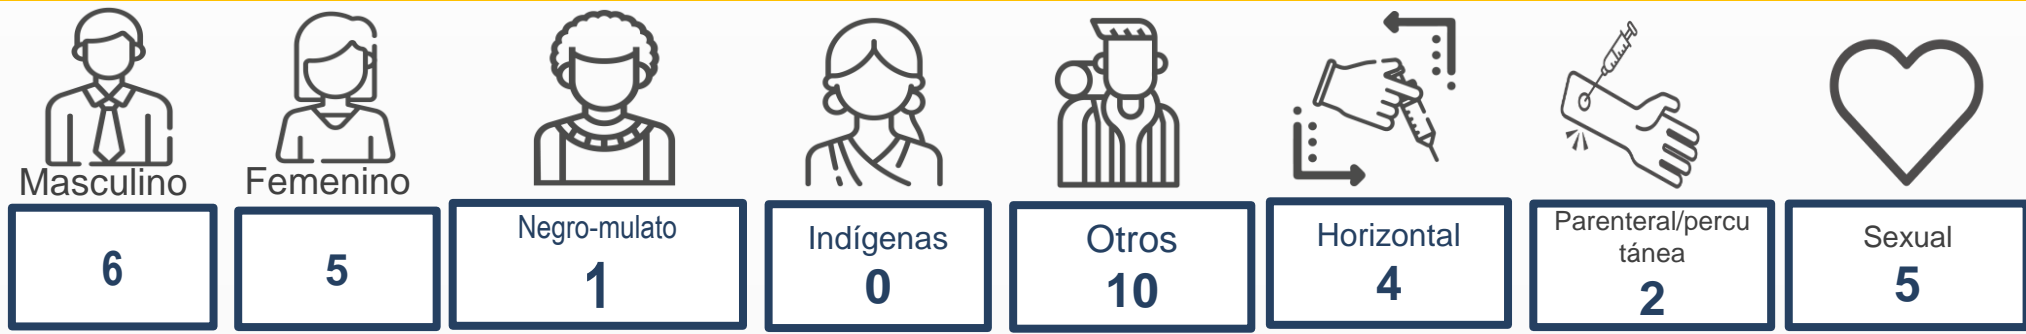 Masculino
6
Femenino
5
Negro-mulato
1
Indígenas
0
Otros
10
Horizontal
4
Parenteral/percu
tánea
2
Sexual
5